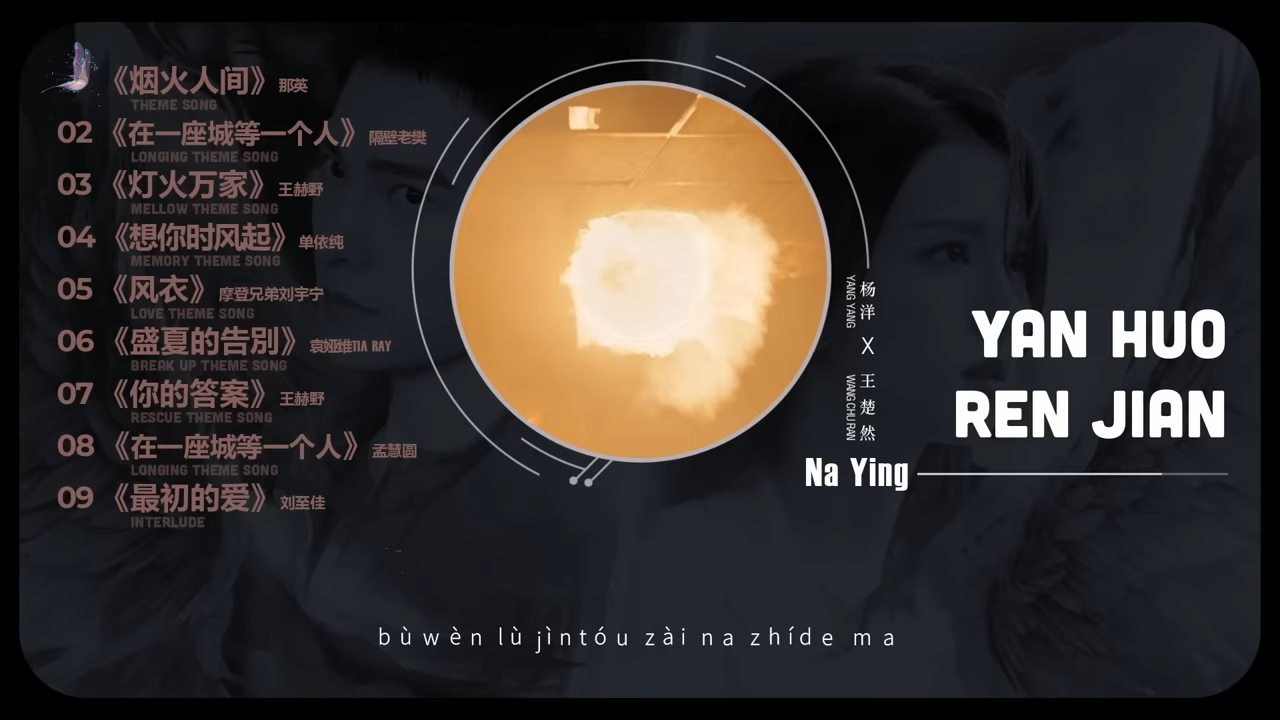 《烟火人间》 那英
THEME SONG
02 《在一座城等一个人》 隔壁老樊
LONGING THEME SONG
03 《灯火万家》 王赫野
MELLOW THEME SONG
04 《想你时风起》 单依纯
MEMORY THEME SONG
05 《风衣》 摩登兄弟刘宇宁
LOVE THEME SONG
06 《盛夏的告別》 袁娅维TIA RAY
BREAK UP THEME SONG
07 《你的答案》 王赫野
RESCUE THEME SONG
08 《在一座城等一个人》 孟慧圆
LONGING THEME SONG
09 《最初的爱》 刘至佳
INTERLUDE
杨洋 X 王楚然
YANG YANG WANG CHU RAN
YAN HUO
REN JIAN
Na Ying
bù wèn lù jìntóu zài na zhíde ma